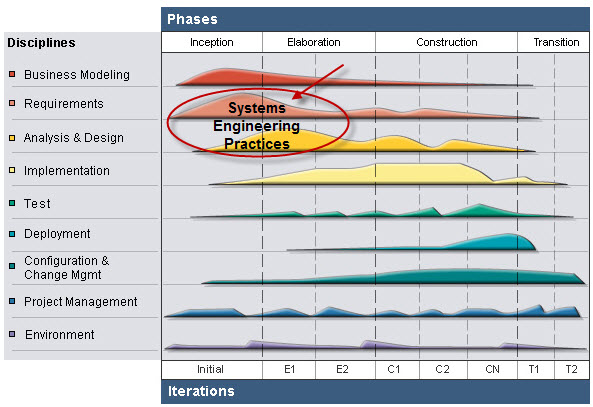 Phases
Disciplines
Inception Elaboration Construction Transition
Business Modeling
Requirements
Analysis & Design
Implementation
Test
Deployment
Configuration &
Change Mgmt
Project Management
Environment
Systems
Engineering
Practices
Initial E1 E2 C1 C2 CN T1 T2
Iterations